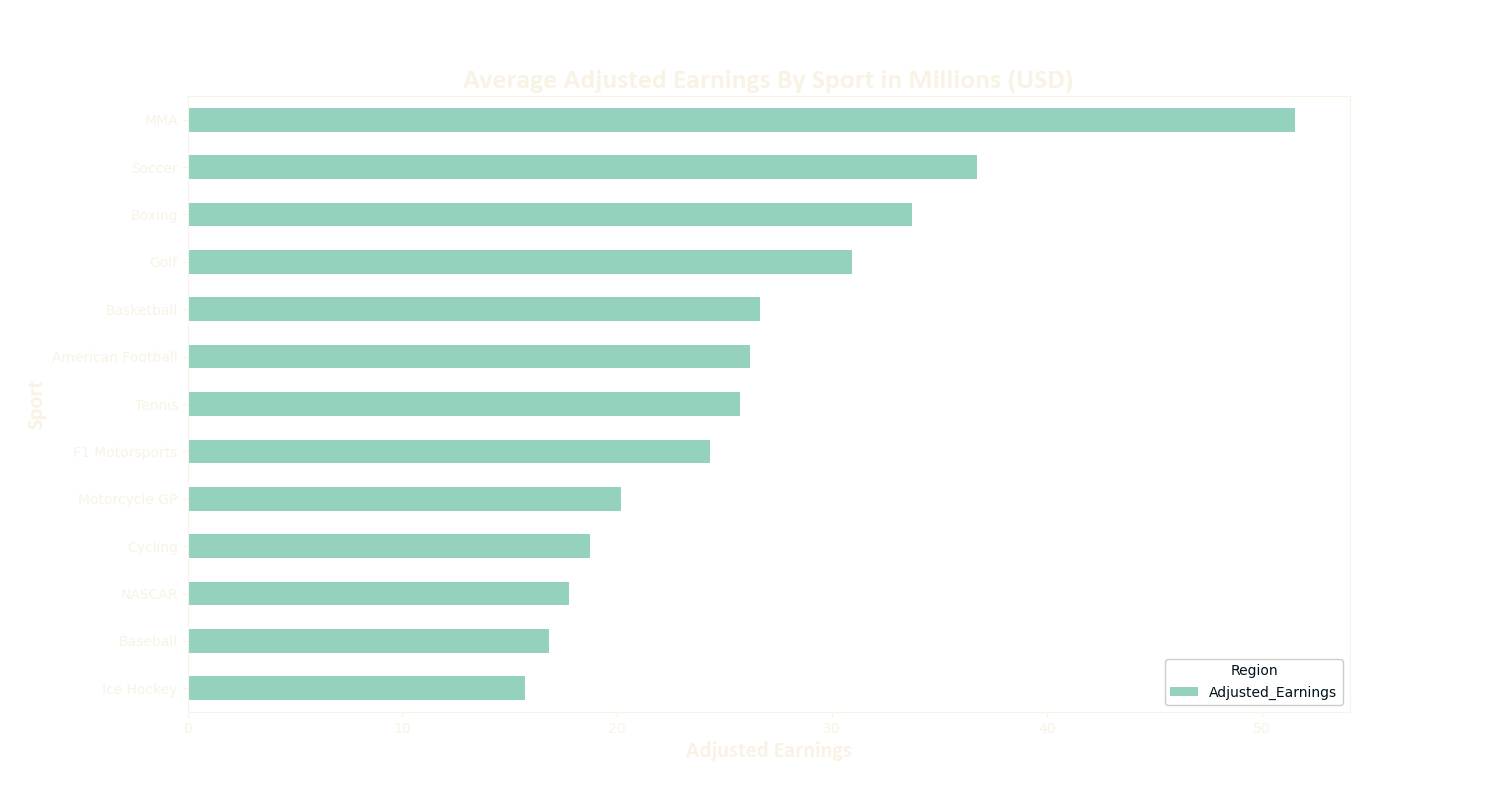 Average Adjusted Earnings By Sport in Millions (USD)
MMA
Soccer
Boxing
Golf
Basketball
American Football
Tennis
F1 Motorsports
Motorcycle GP
Cycling
NASCAR
Baseball
Ice Hockey
Sport
Region
Adjusted_Earnings
0 10 20 30 40 50
Adjusted Earnings